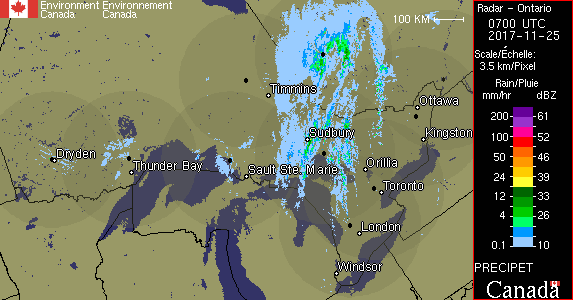 Environment Environnement
Canada Canada
100 KM
Timmins
Ottawa
Sudbury
Kingston
Dryden
Thunder Bay
Sault Ste. Marie
Orillia
Toronto
London
Windsor
Radar - Ontario
0700 UTC
2017-11-25
Scale/Échelle:
3.5 km/Pixel
Rain/Pluie
mm/hr dBZ
200 61
100 52
50 46
24 39
12 33
4 26
0.1 10
PRECIPET
Canada